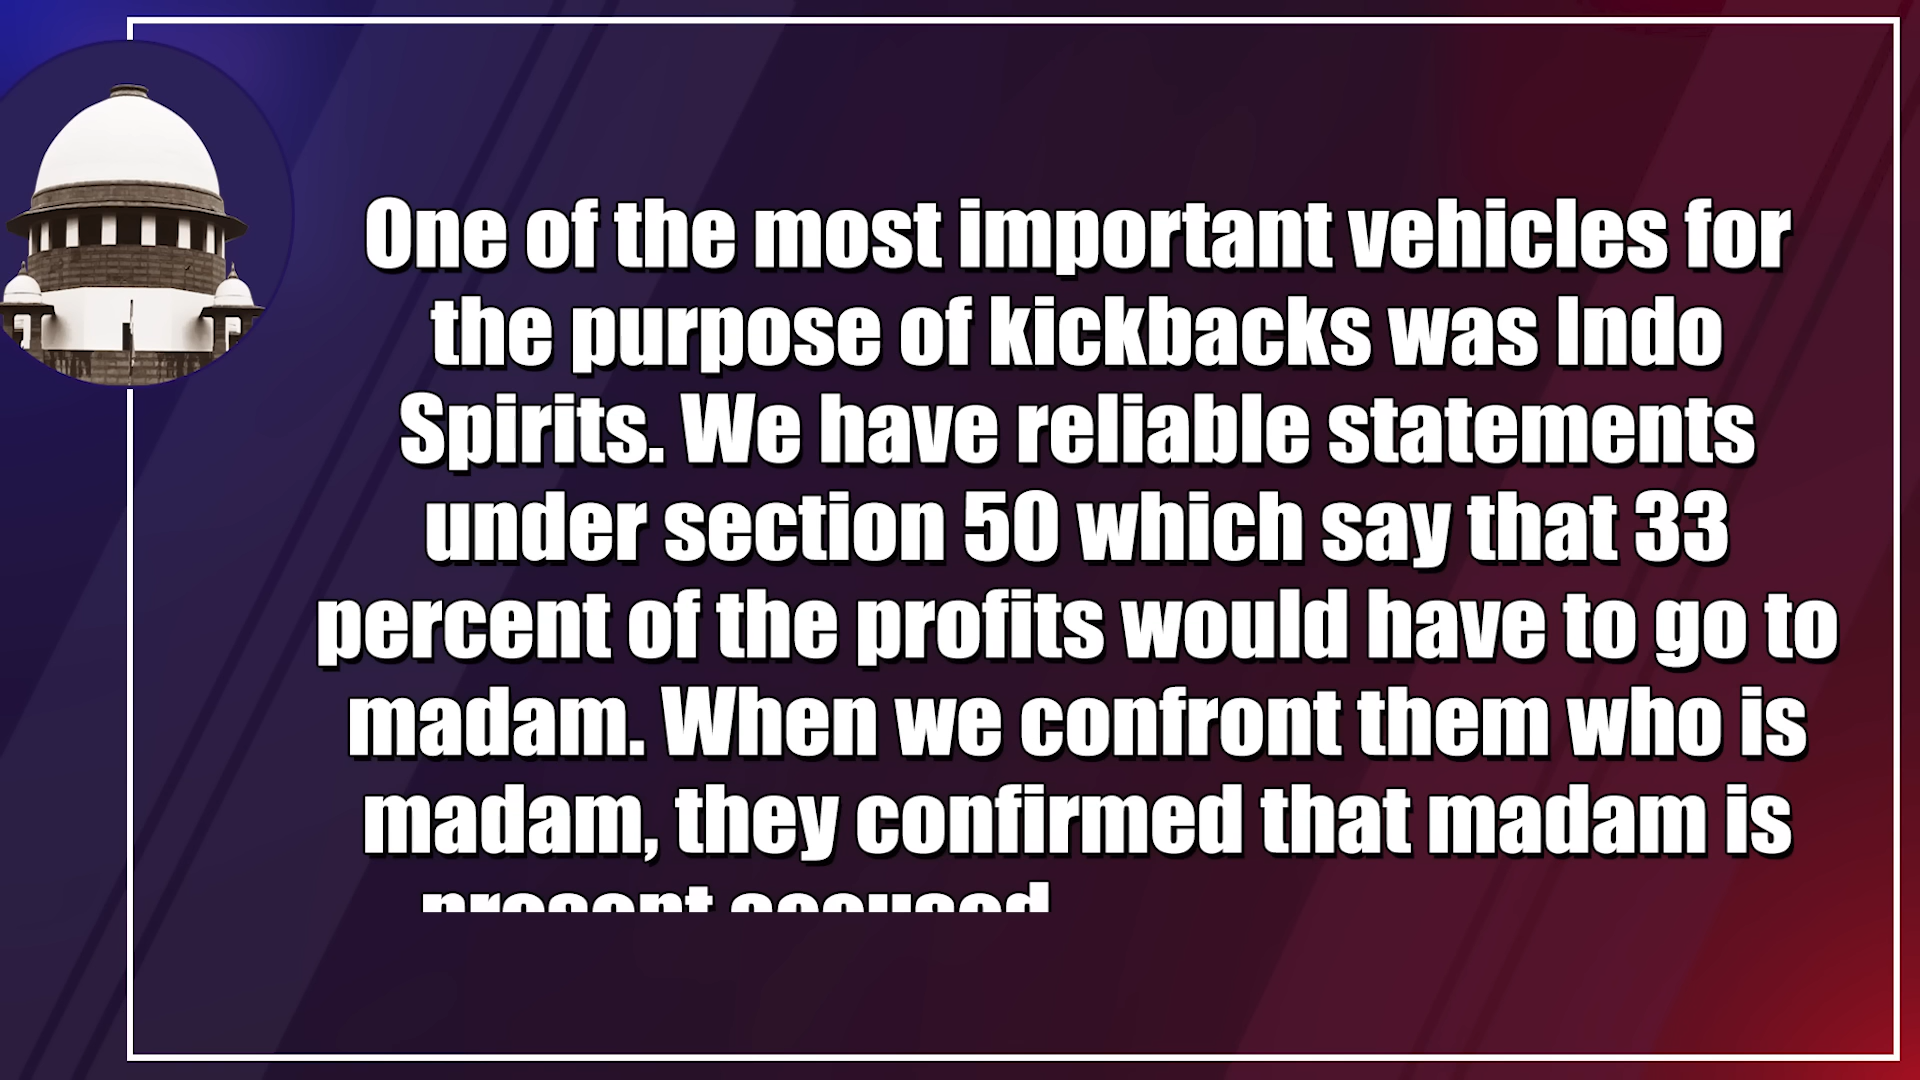 One of the most important vehicles for
the purpose of kickbacks was Indo
Spirits. We have reliable statements
under section 50 which say that 33
percent of the profits would have to go to
madam. When we confront them who is
madam, they confirmed that madam is
present accused